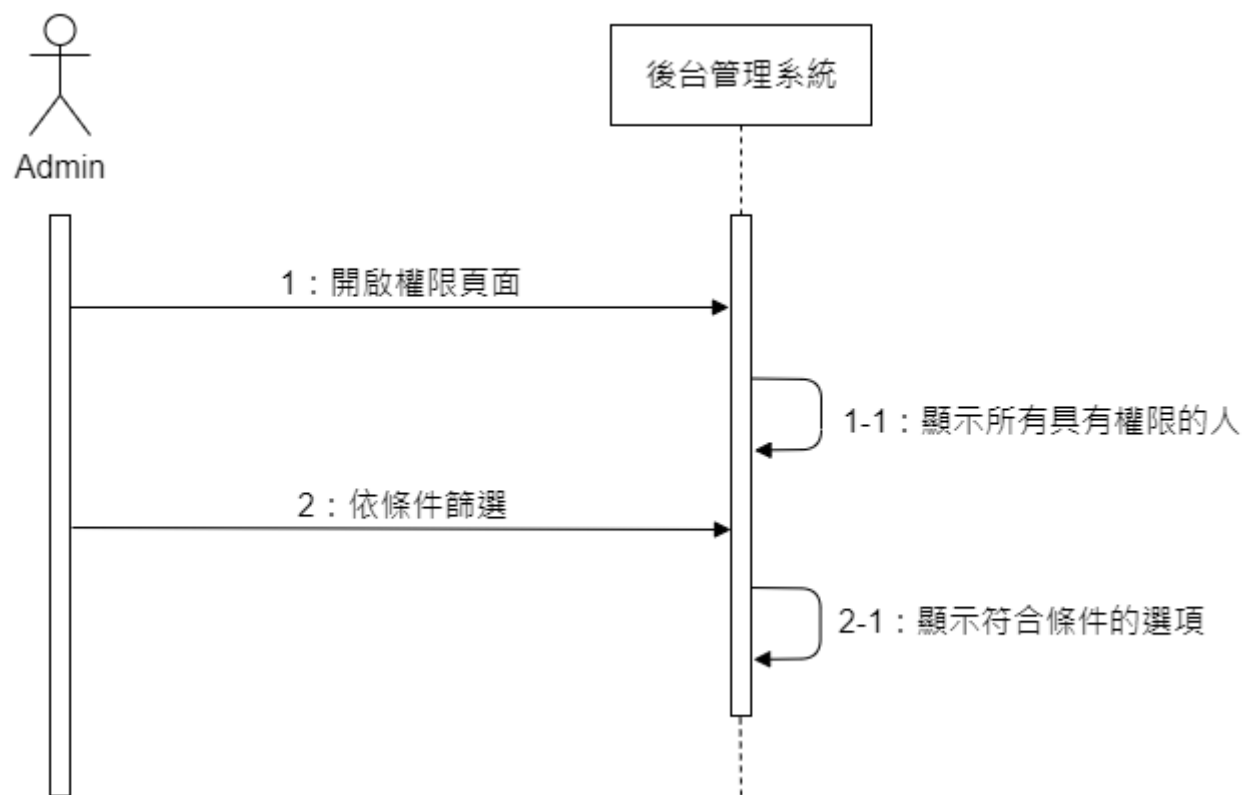 後台管理系統
Admin
1：開啟權限頁面
1-1：顯示所有具有權限的人
2：依條件篩選
2-1：顯示符合條件的選項